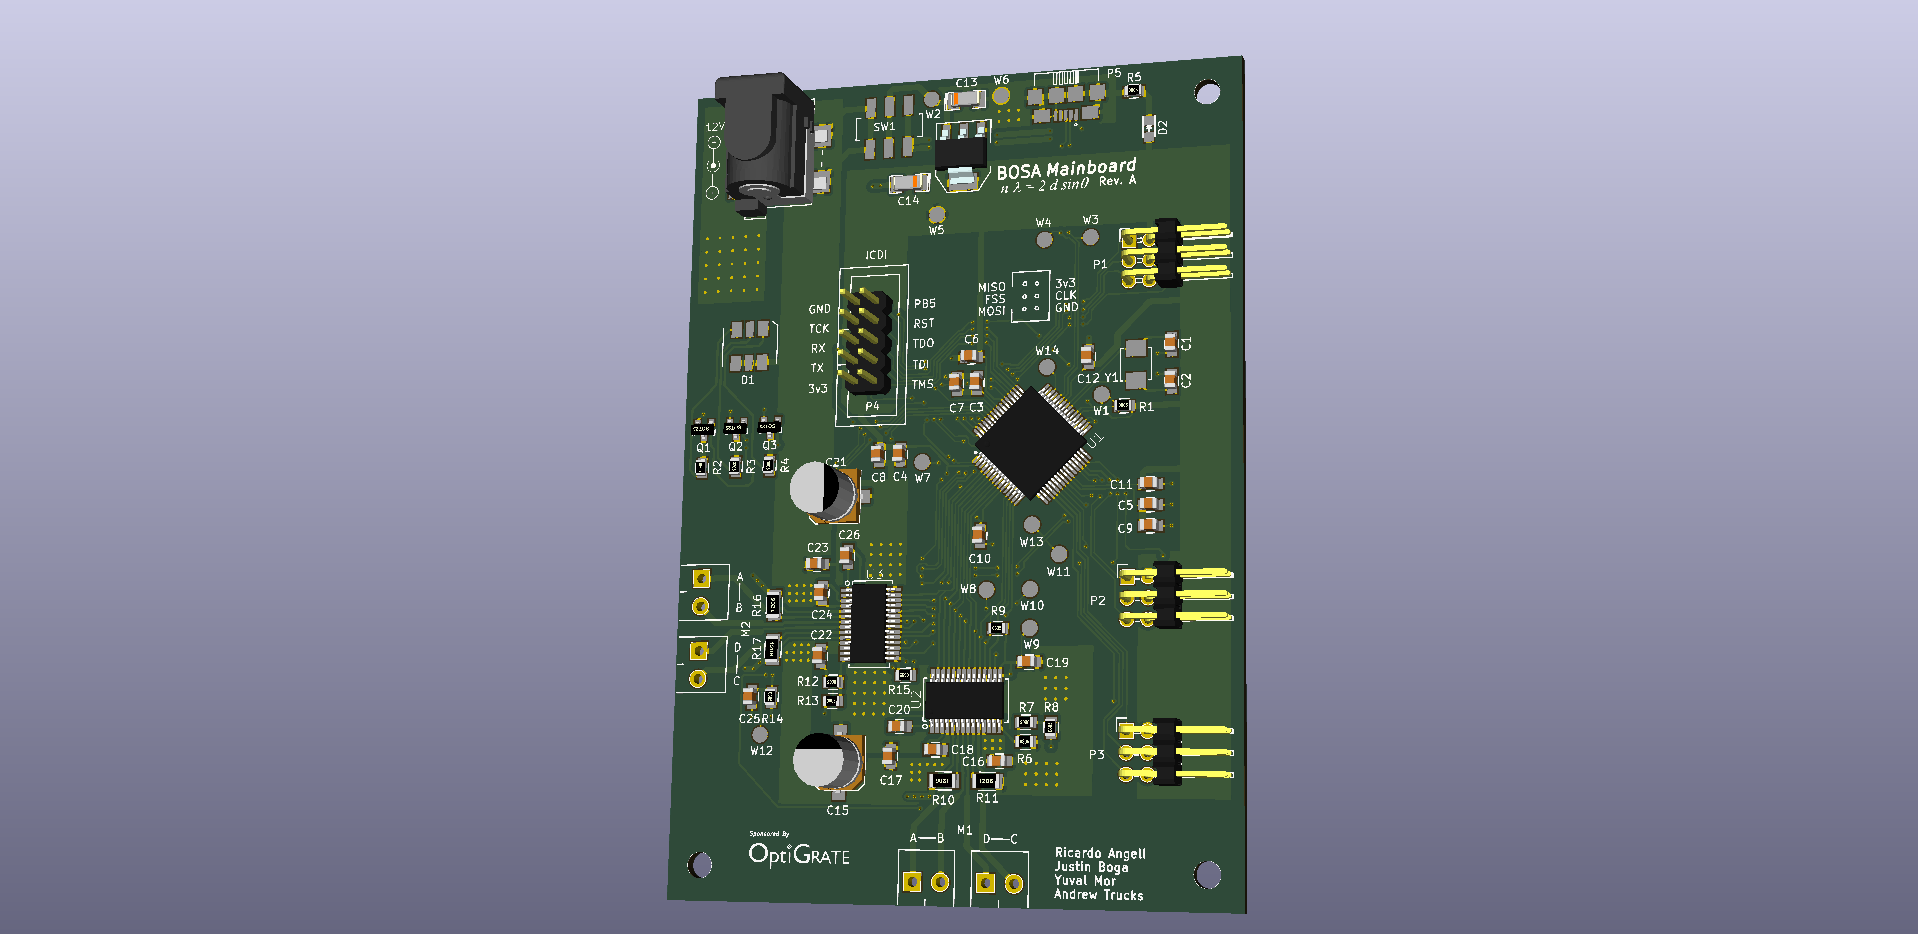 C13
W6
P5
R5
W2
SW1
D2
12V
BOSA Mainboard
n λ = 2 d sinθ Rev. A
C14
W5
W4
W3
P1
JCDI
MISO
FSS
MOSI
3v3
CLK
GND
GND
TCK
RX
TX
3v3
PB5
RST
TDO
TDI
TMS
P4
C6
W14
C7
C3
C12
Y1
C1
C2
W1
R1
U1
D1
Q1
Q2
Q3
R2
R3
R4
C21
C8
C4
W7
C11
C5
C9
C26
C23
C10
W13
W11
A
B
M2
D
C
R16
R17
C24
C22
W8
W10
R9
W9
P2
C19
R12
R13
R15
U2
C25
R14
W12
C20
R7
R8
R6
C18
C16
C17
C15
R10
R11
P3
M1
A
B
D
C
Sponsored By
OptiGRATE
Ricardo Angell
Justin Boga
Yuval Mor
Andrew Trucks